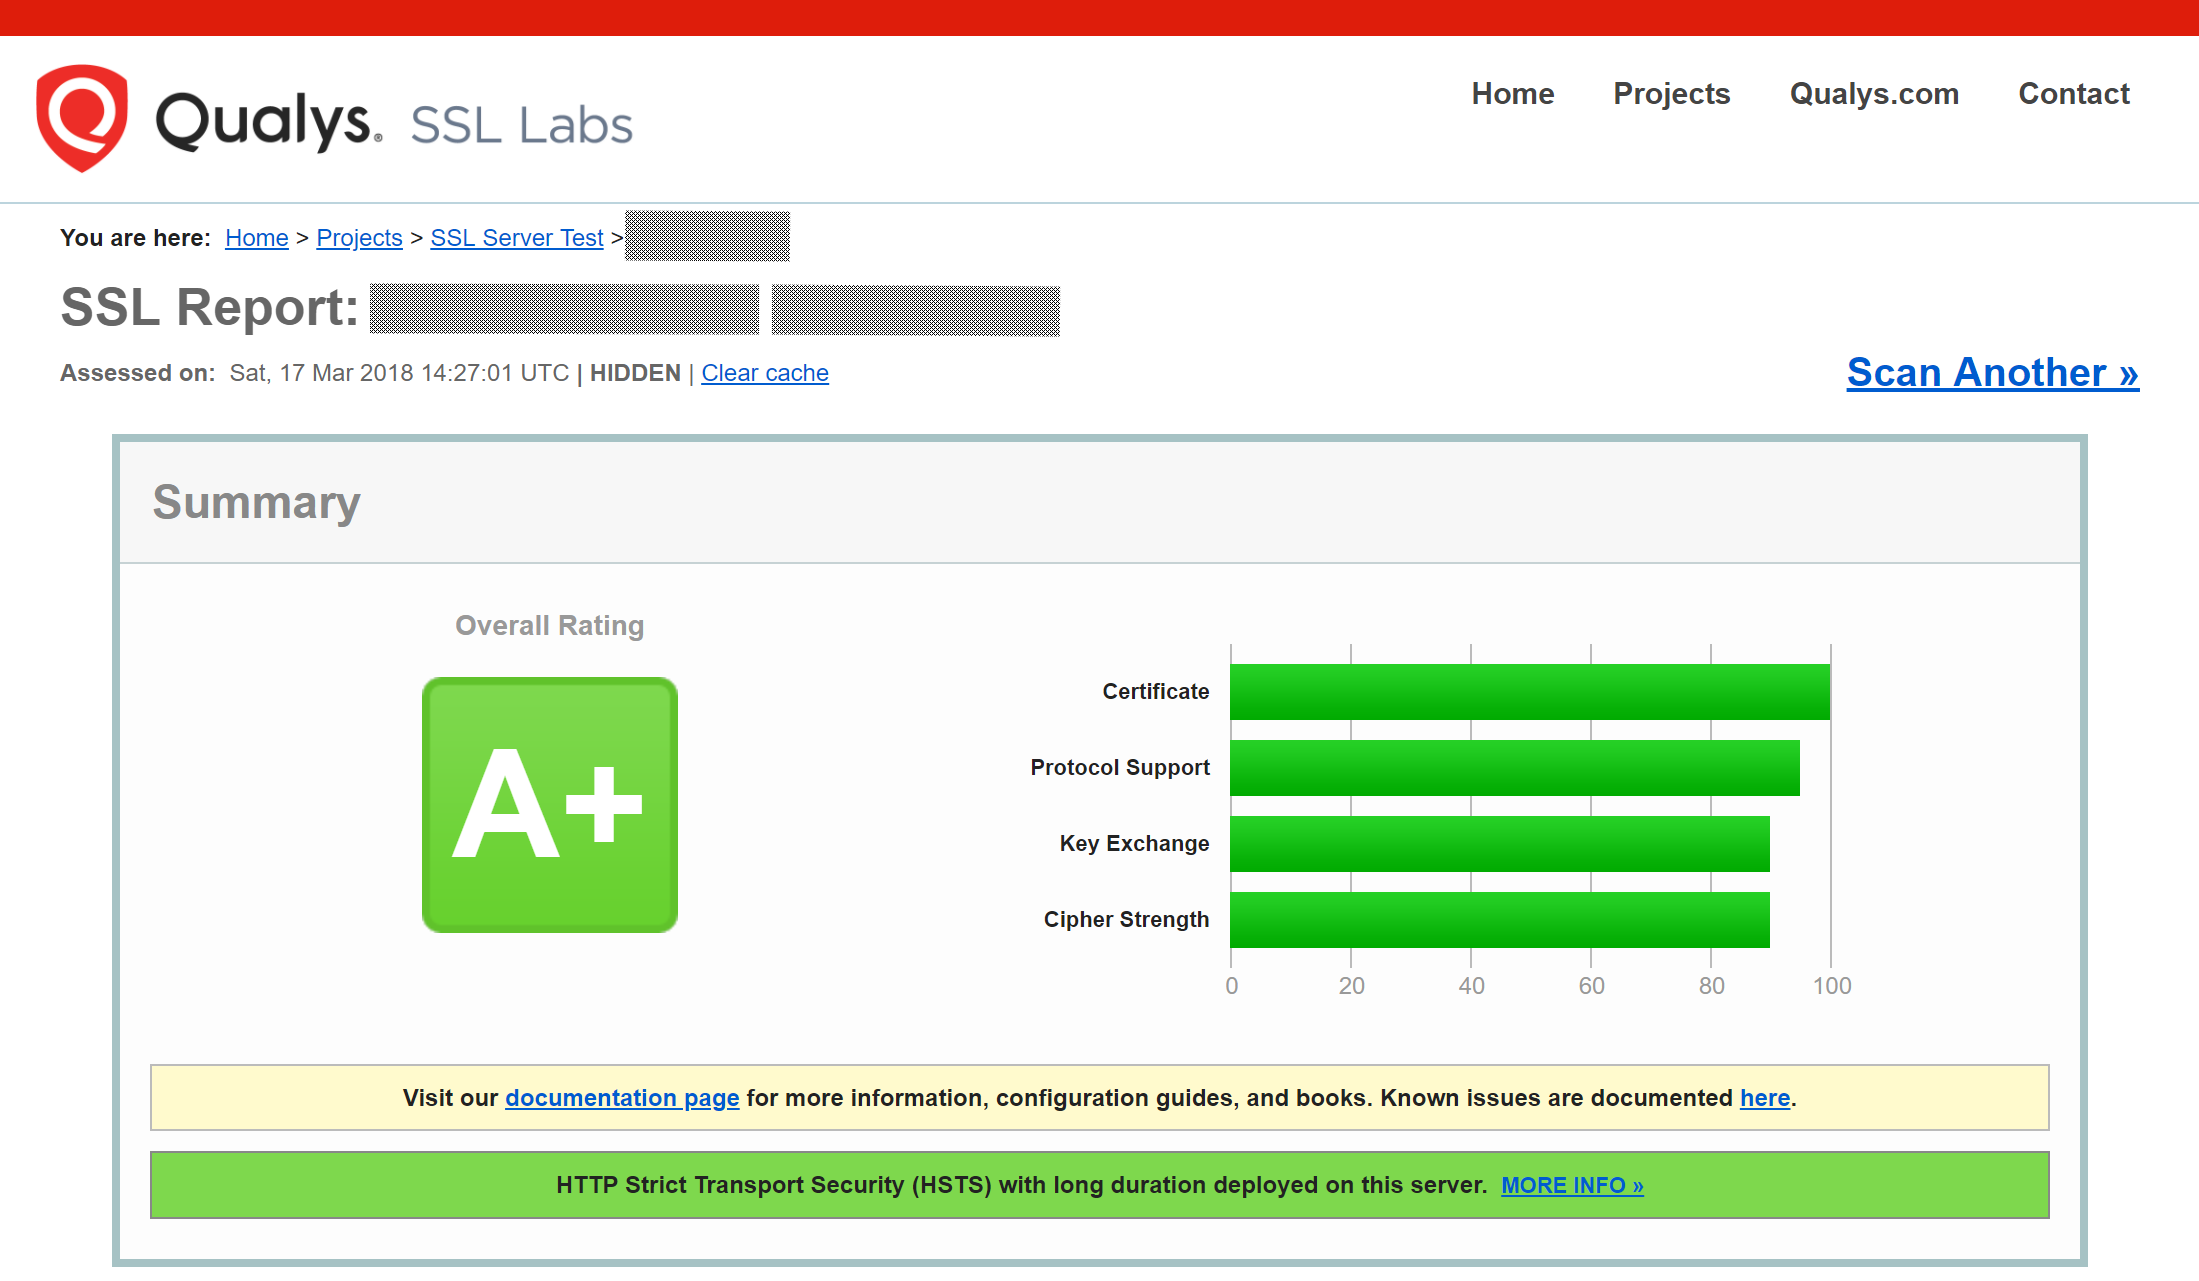 Qualys® SSL Labs
Home Projects Qualys.com Contact
You are here: Home > Projects > SSL Server Test >
SSL Report:
Assessed on: Sat, 17 Mar 2018 14:27:01 UTC | HIDDEN | Clear cache
Scan Another »
Summary
Overall Rating
A+
Certificate
Protocol Support
Key Exchange
Cipher Strength
0 20 40 60 80 100
Visit our documentation page for more information, configuration guides, and books. Known issues are documented here.
HTTP Strict Transport Security (HSTS) with long duration deployed on this server. MORE INFO »